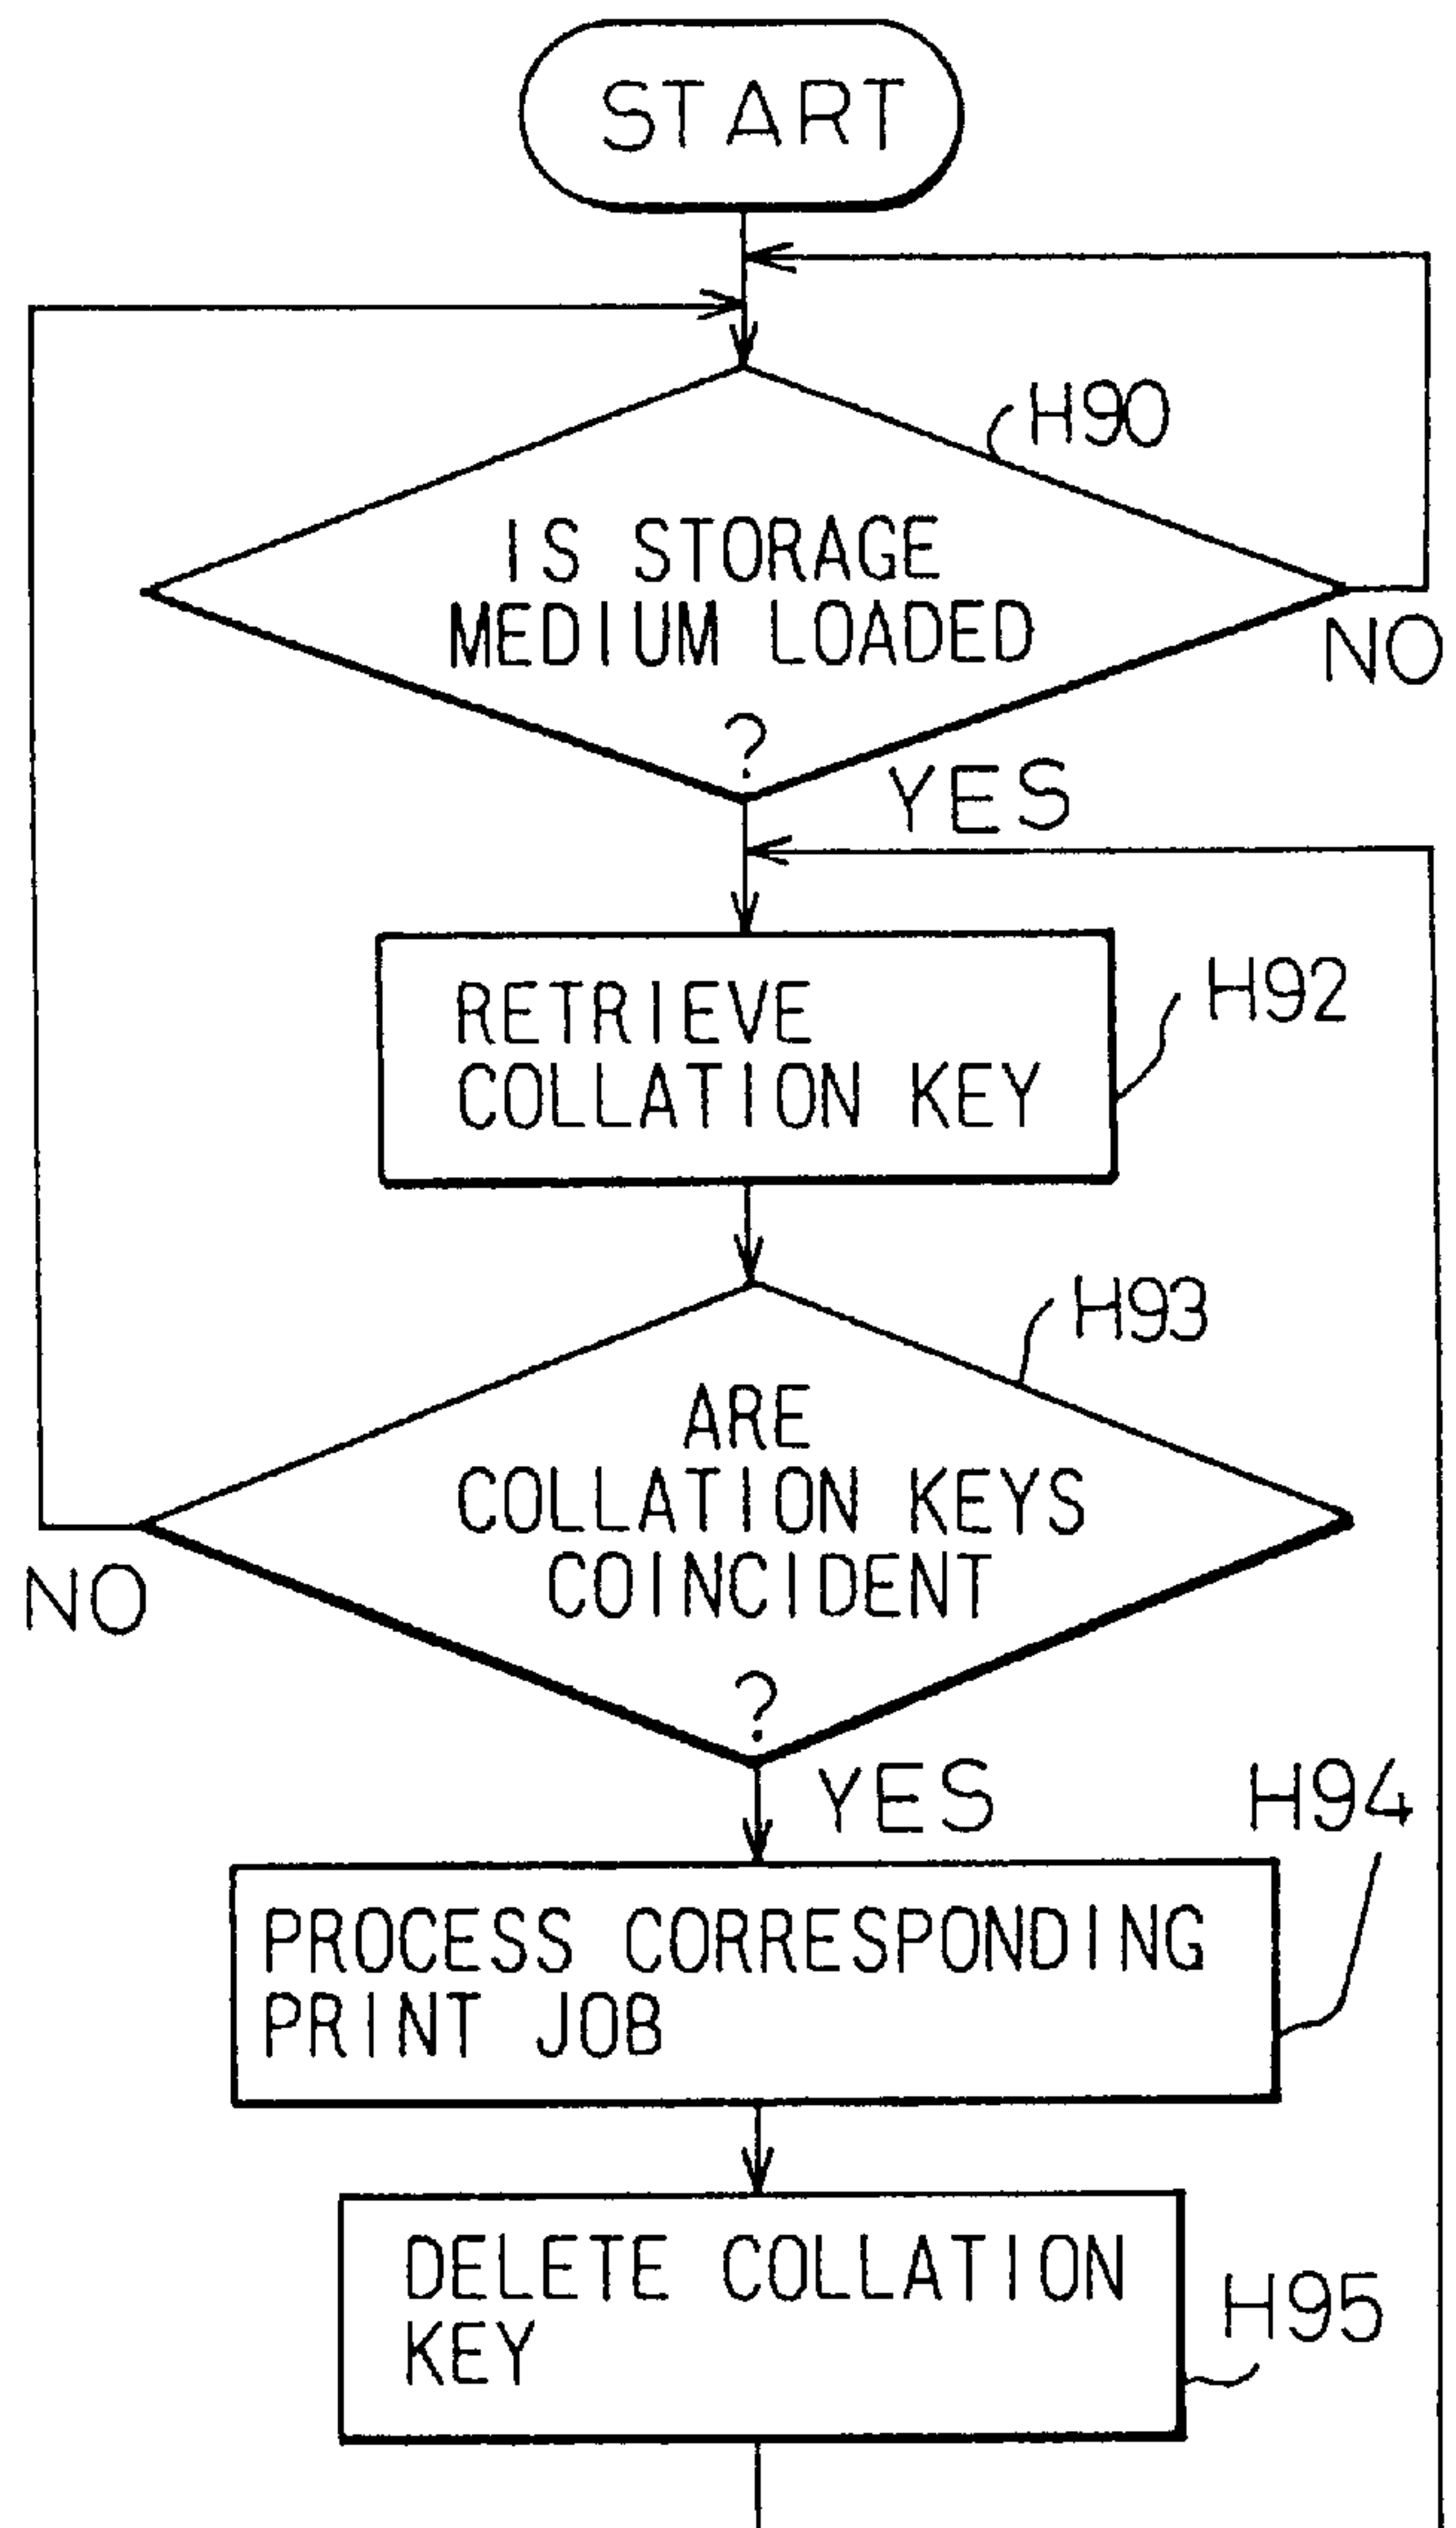 START
H90
IS STORAGE
MEDIUM LOADED
?
NO
YES
RETRIEVE
COLLATION KEY
H92
H93
ARE
COLLATION KEYS
COINCIDENT
?
NO
YES
H94
PROCESS CORRESPONDING
PRINT JOB
DELETE COLLATION
KEY
H95